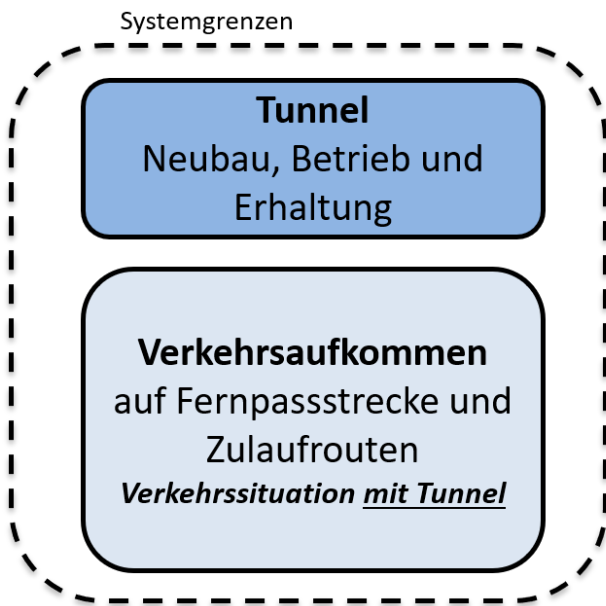 Systemgrenzen
Tunnel
Neubau, Betrieb und
Erhaltung
Verkehrsaufkommen
auf Fernpassstrecke und
Zulaufrouten
Verkehrssituation mit Tunnel